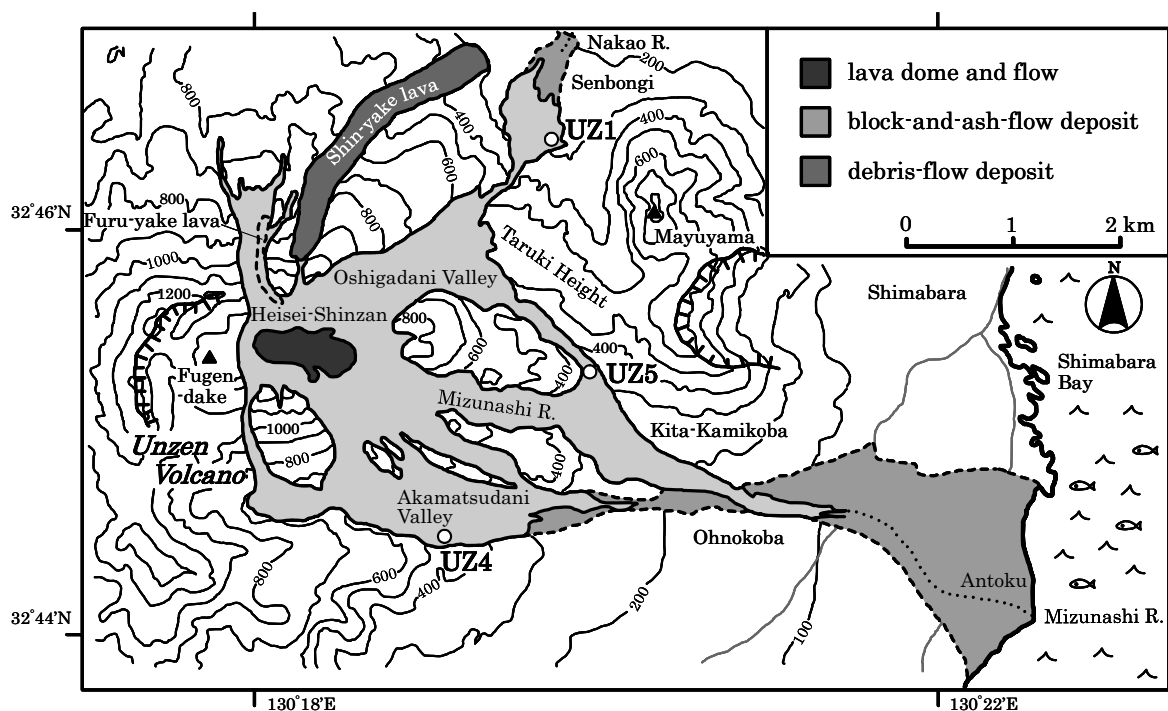 Nakao R.
200
Senbongi
800
Shin-yake lava
400
UZ1
400
600
600
lava dome and flow
block-and-ash-flow deposit
debris-flow deposit
0 1 2 km
32°46'N
800
Furu-yake lava
800
Mayuyama
Taruki Height
1000
Oshigadani Valley
1200
Heisei-Shinzan
800
600
400
400
Fugen
-dake
UZ5
Shimabara
N
Shimabara
Bay
Mizunashi R.
Kita-Kamikoba
1000
800
400
Unzen
Volcano
Akamatsudani
Valley
UZ4
Ohnokoba
800
600
400
200
100
Antoku
Mizunashi R.
32°44'N
130°18'E
130°22'E